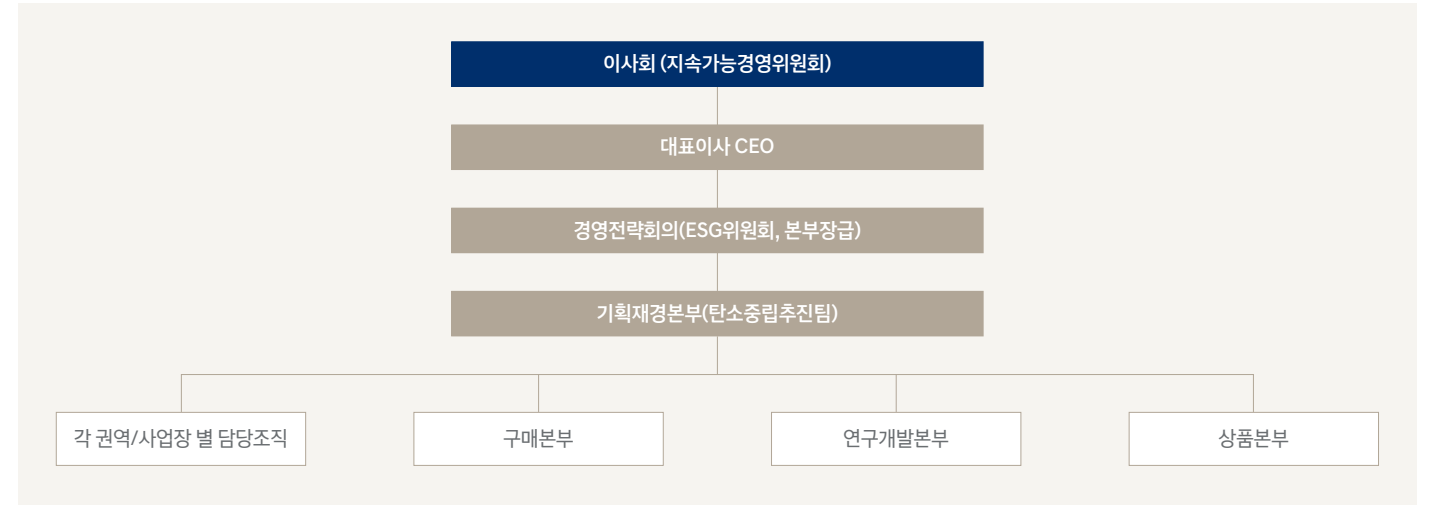 이사회 (지속가능경영위원회)
대표이사 CEO
경영전략회의(ESG위원회, 본부장급)
기획재경본부(탄소중립추진팀)
각 권역/사업장 별 담당조직
구매본부
연구개발본부
상품본부